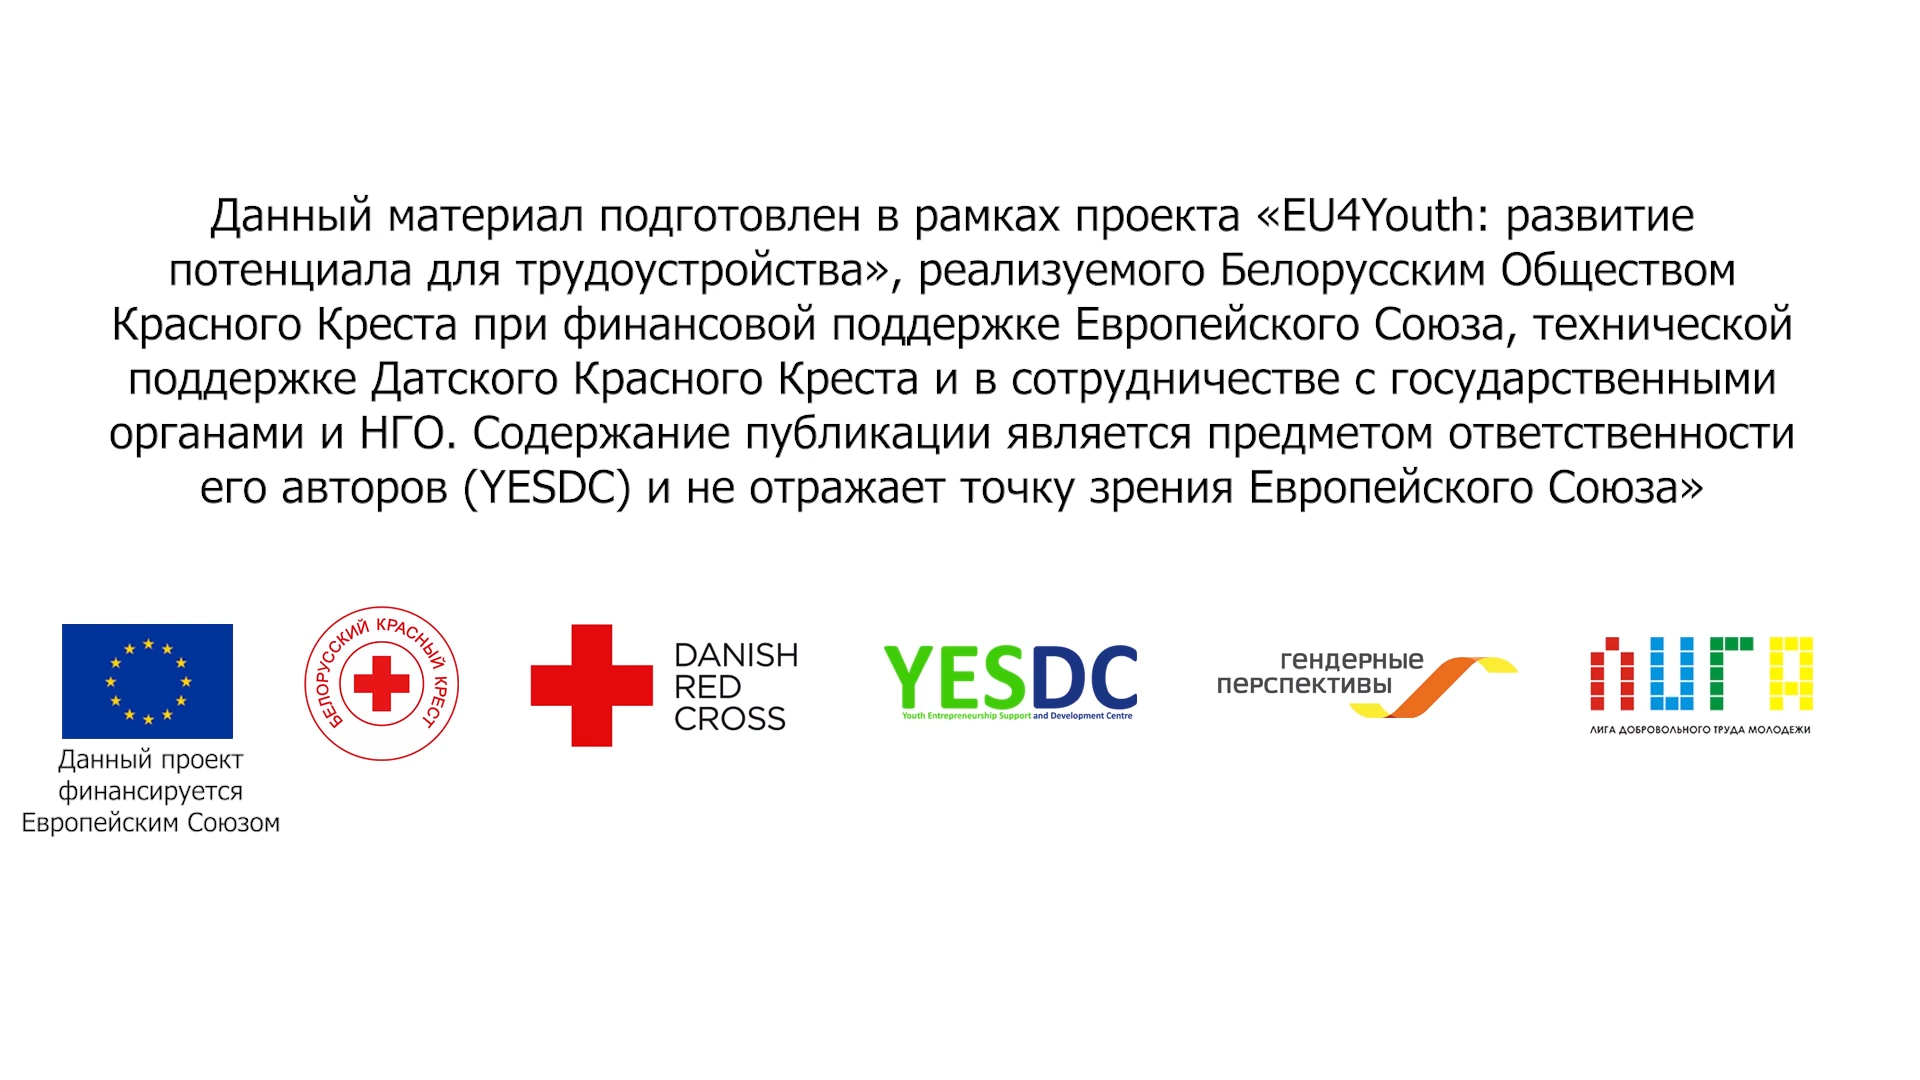 Данный материал подготовлен в рамках проекта «EU4Youth: развитие
потенциала для трудоустройства», реализуемого Белорусским Обществом
Красного Креста при финансовой поддержке Европейского Союза, технической
поддержке Датского Красного Креста и в сотрудничестве с государственными
органами и НГО. Содержание публикации является предметом ответственности
его авторов (YESDC) и не отражает точку зрения Европейского Союза»
Данный проект
финансируется
Европейским Союзом
БЕЛОРУССКИЙ КРАСНЫЙ КРЕСТ
DANISH
RED
CROSS
YESDC
Youth Entrepreneurship Support and Development Centre
гендерные
перспективы
ЛИГА
ЛИГА ДОБРОВОЛЬНОГО ТРУДА МОЛОДЕЖИ